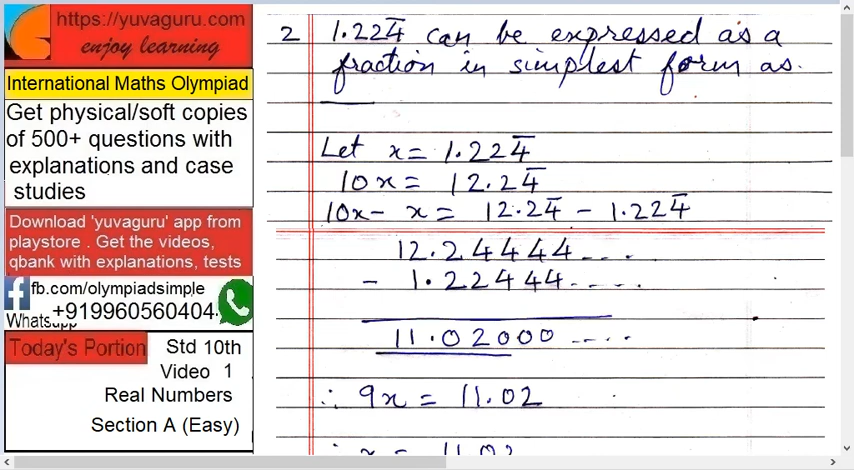 https://yuvaguru.com
enjoy learning
International Maths Olympiad
Get physical/soft copies
of 500+ questions with
explanations and case
studies
Download 'yuvaguru' app from
playstore . Get the videos,
qbank with explanations, tests
fb.com/olympiadsimple
Whatsupp +919960560404
Today's Portion Std 10th
Video 1
Real Numbers
Section A (Easy)
2 1.224̅ can be expressed as a
fraction in simplest form as.
Let x = 1.224̅
10x = 12.24̅
10x - x = 12.24̅ - 1.224̅
12.24444....
- 1.22444.....
11.02000 ....
∴ 9x = 11.02
∴ x = 11.02